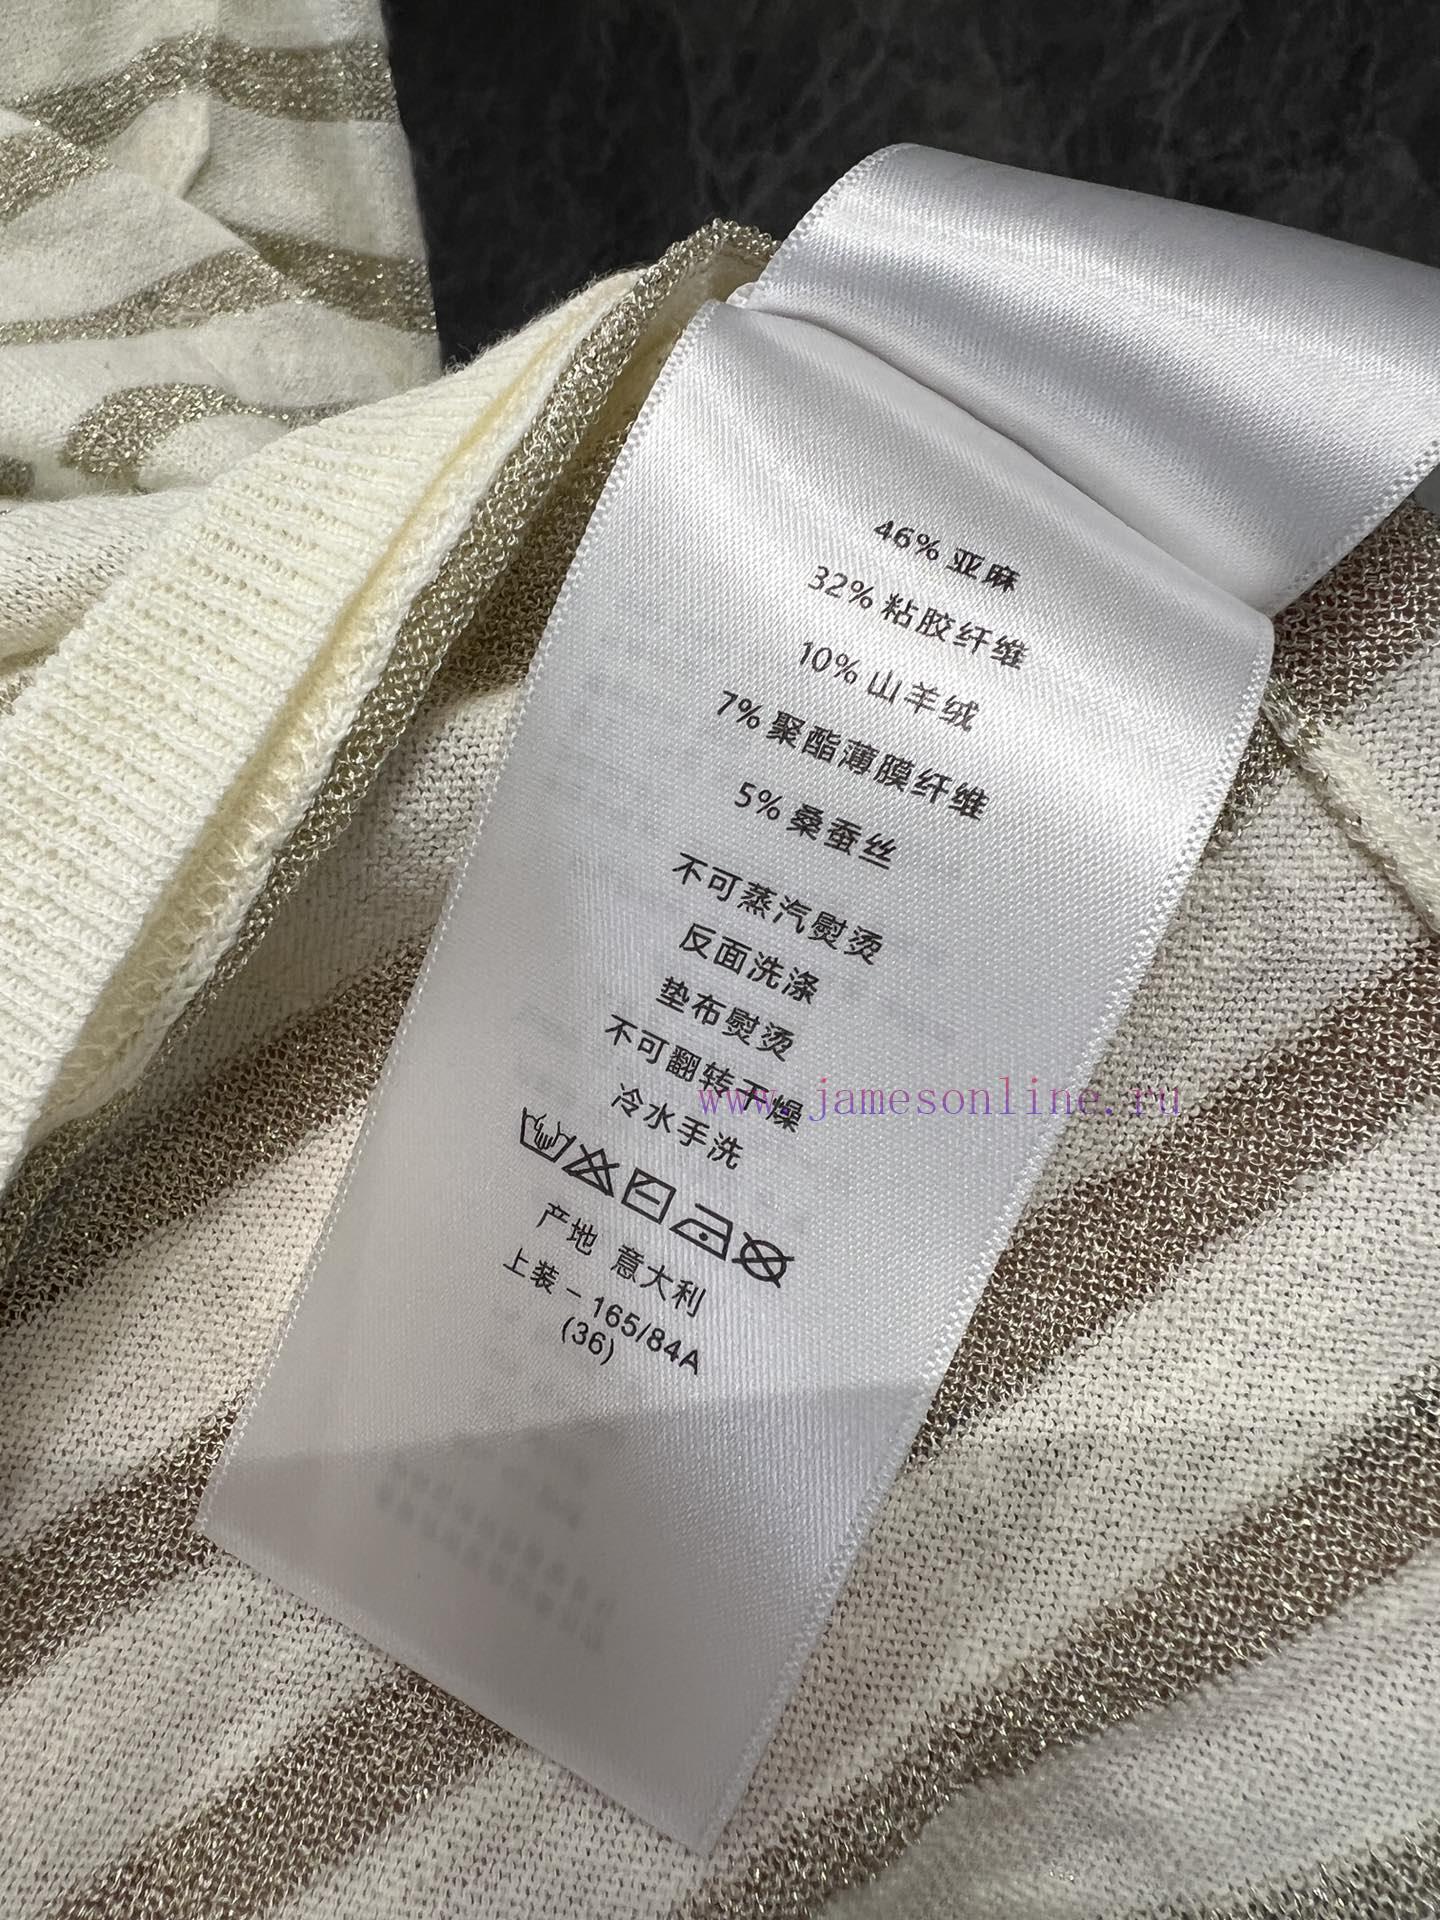 46% 亚麻
32% 粘胶纤维
10% 山羊绒
7% 聚酯薄膜纤维
5% 桑蚕丝
不可蒸汽熨烫
反面洗涤
垫布熨烫
不可翻转干燥
冷水手洗
www.jamesonline.ru
产地 意大利
上装 - 165/84A
(36)